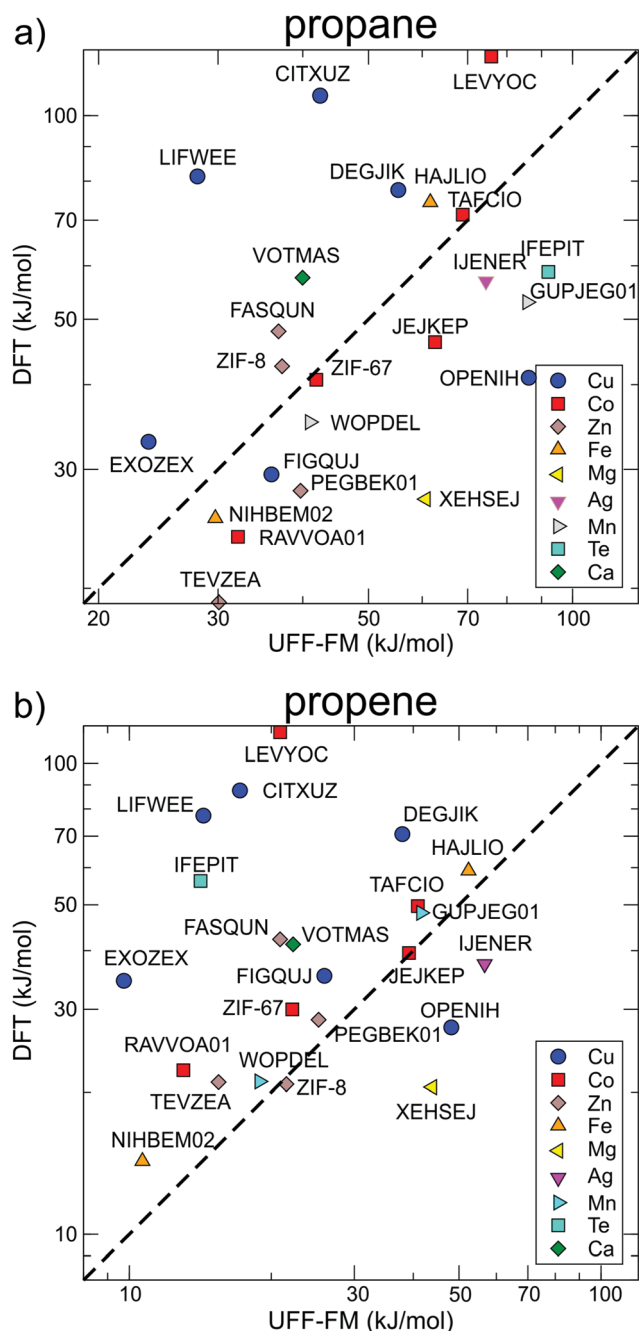 a)
propane
CITXUZ
LEVYOC
100
LIFWEE
DEGJIK
HAJLIO
70
TAFCIO
VOTMAS
IJENER
IFEPIT
GUPJEG01
FASQUN
50
JEJKEP
ZIF-8
ZIF-67
OPENIH
WOPDEL
EXOZEX
FIGQUJ
30
PEGBEK01
XEHSEJ
NIHBEM02
RAVVOA01
TEVZEA
Cu
Co
Zn
Fe
Mg
Ag
Mn
Te
Ca
DFT (kJ/mol)
20 30 50 70 100
UFF-FM (kJ/mol)
b)
propene
LEVYOC
100
CITXUZ
LIFWEE
DEGJIK
70
HAJLIO
IFEPIT
TAFCIO
50
GUPJEG01
FASQUN
VOTMAS
IJENER
EXOZEX
FIGQUJ
JEJKEP
30
ZIF-67
OPENIH
PEGBEK01
RAVVOA01
WOPDEL
TEVZEA
ZIF-8
XEHSEJ
NIHBEM02
10
Cu
Co
Zn
Fe
Mg
Ag
Mn
Te
Ca
DFT (kJ/mol)
10 30 50 70 100
UFF-FM (kJ/mol)